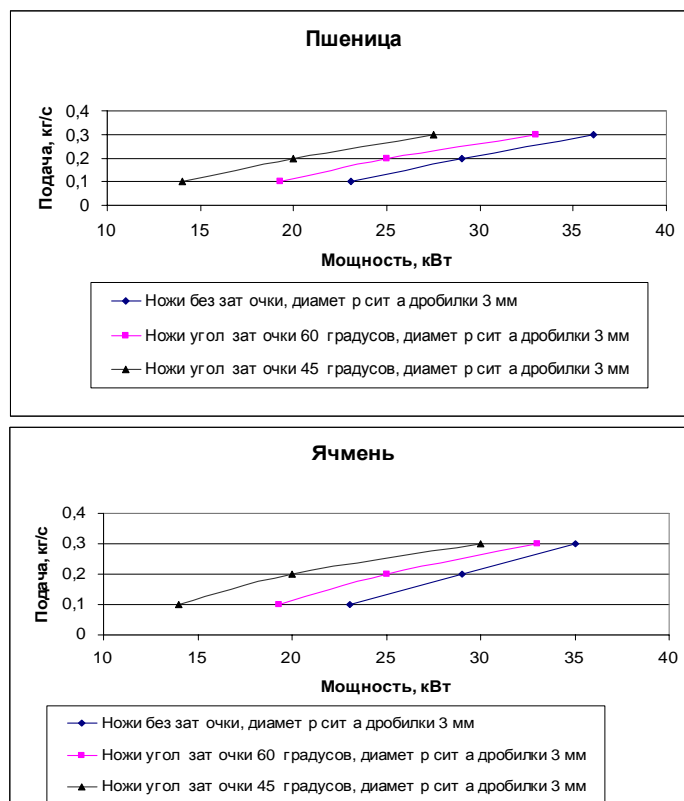 Пшеница
Подача, кг/с
0,4
0,3
0,2
0,1
0
10 15 20 25 30 35 40
Мощность, кВт
Ножи без зат очки, диамет р сит а дробилки 3 мм
Ножи угол зат очки 60 градусов, диамет р сит а дробилки 3 мм
Ножи угол зат очки 45 градусов, диамет р сит а дробилки 3 мм
Ячмень
Подача, кг/с
0,4
0,3
0,2
0,1
0
10 15 20 25 30 35 40
Мощность, кВт
Ножи без зат очки, диамет р сит а дробилки 3 мм
Ножи угол зат очки 60 градусов, диамет р сит а дробилки 3 мм
Ножи угол зат очки 45 градусов, диамет р сит а дробилки 3 мм